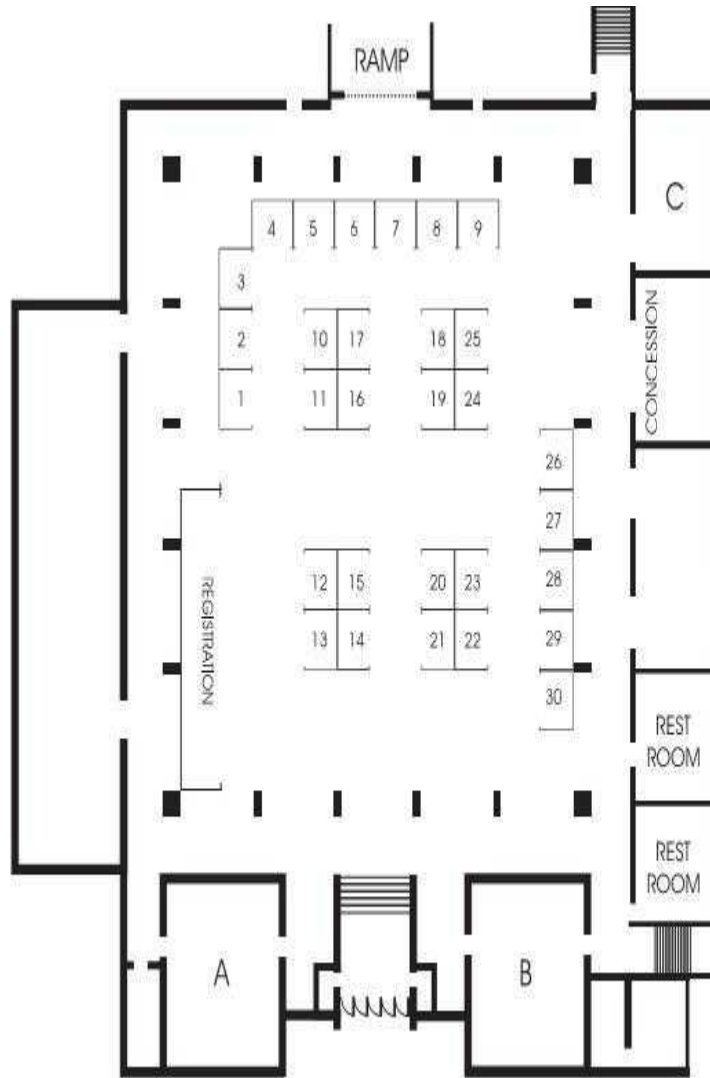 RAMP
C
4 5 6 7 8 9
3
2 10 17 18 25
CONCESSION
1 11 16 19 24
26
27
REGISTRATION
12 15 20 23 28
13 14 21 22 29
30
REST
ROOM
REST
ROOM
A
B